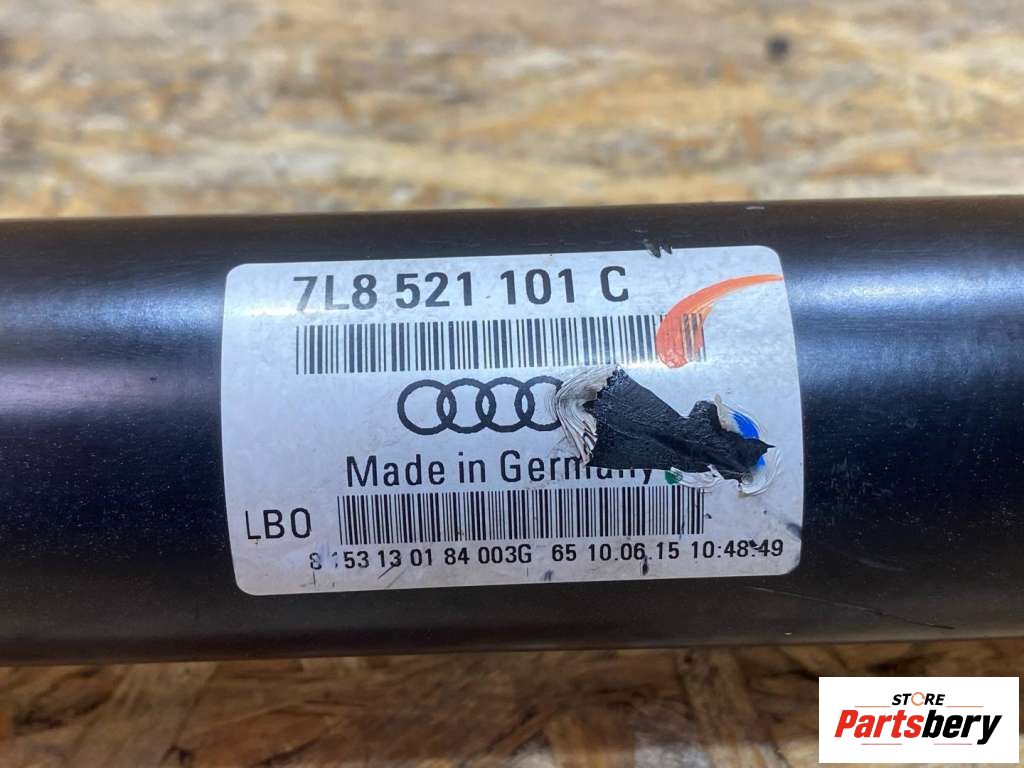 7L8 521 101 C
Made in Germany
LBO
153 13 01 84 003G 65 10.06.15 10:48:49
STORE
Partsbery